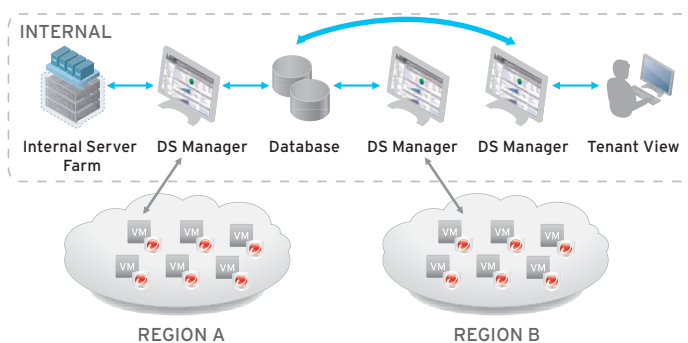 INTERNAL
Internal Server
Farm
DS Manager
Database
DS Manager
DS Manager
Tenant View
VM
VM
VM
VM
VM
VM
VM
VM
VM
VM
VM
VM
REGION A
REGION B